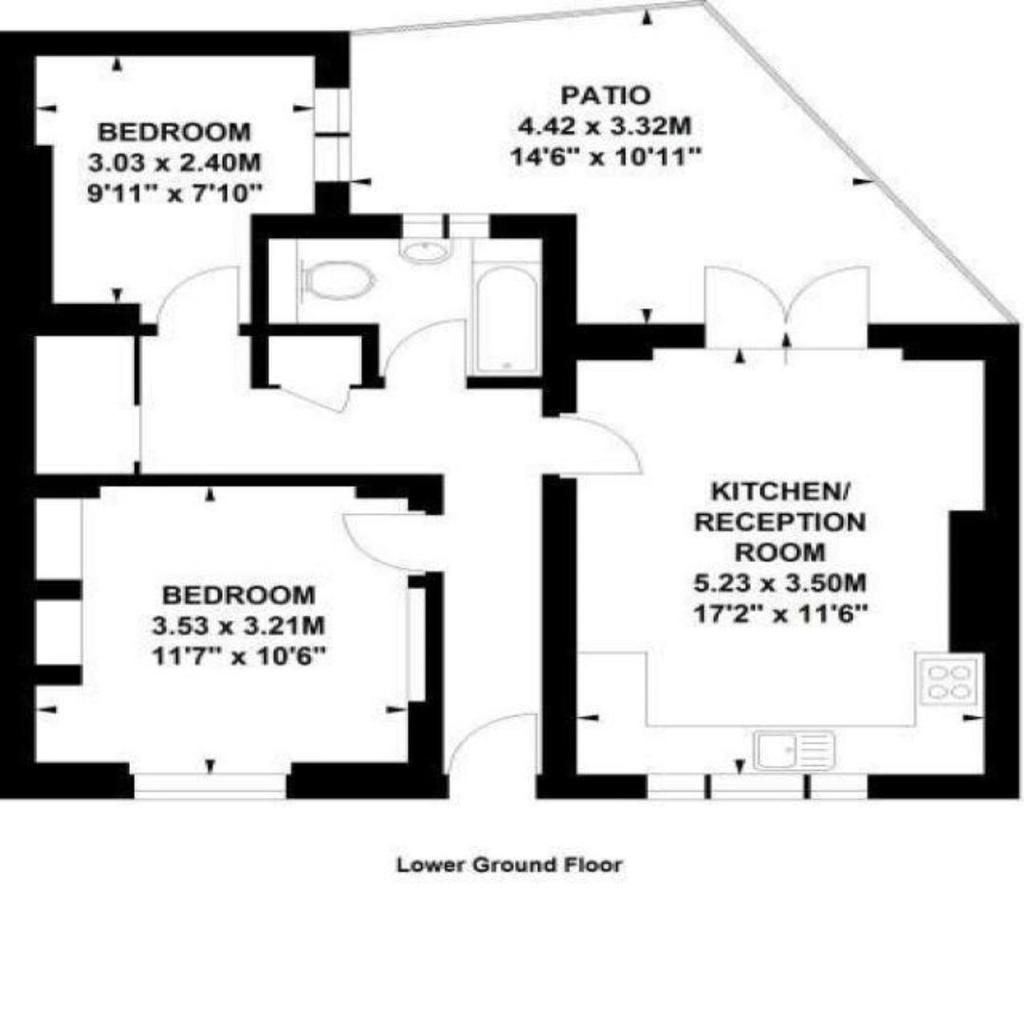 PATIO
4.42 x 3.32M
14'6" x 10'11"
BEDROOM
3.03 x 2.40M
9'11" x 7'10"
KITCHEN/
RECEPTION
ROOM
5.23 x 3.50M
17'2" x 11'6"
BEDROOM
3.53 x 3.21M
11'7" x 10'6"
Lower Ground Floor